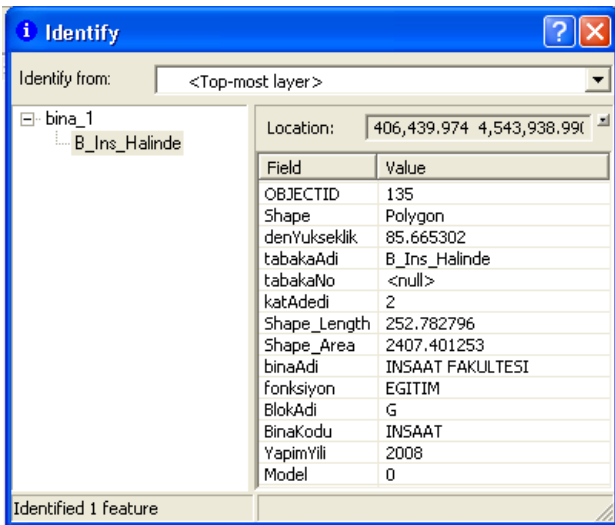 Identify
Identify from: <Top-most layer>
bina_1
B_Ins_Halinde
Location: 406,439.974 4,543,938.99
Field Value
OBJECTID 135
Shape Polygon
denYukseklik 85.665302
tabakaAdi B_Ins_Halinde
tabakaNo <null>
katAdedi 2
Shape_Length 252.782796
Shape_Area 2407.401253
binaAdi INSAAT FAKULTESI
fonksiyon EGITIM
BlokAdi G
BinaKodu INSAAT
YapimYili 2008
Model 0
Identified 1 feature